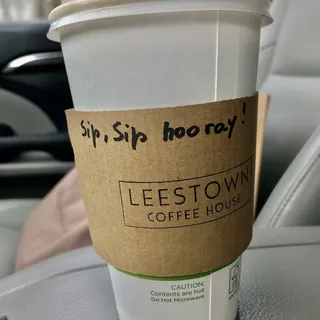 Sip, Sip hooray!
LEESTOWN
COFFEE HOUSE
CAUTION:
Contents are hot
Do Not Microwave